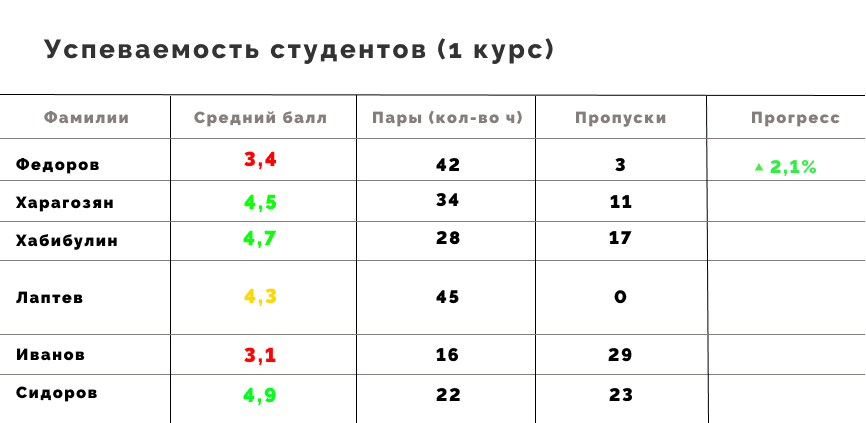 Успеваемость студентов (1 курс)
Фамилии Средний балл Пары (кол-во ч) Пропуски Прогресс
Федоров 3,4 42 3 ▲ 2,1%
Харагозян 4,5 34 11
Хабибулин 4,7 28 17
Лаптев 4,3 45 0
Иванов 3,1 16 29
Сидоров 4,9 22 23